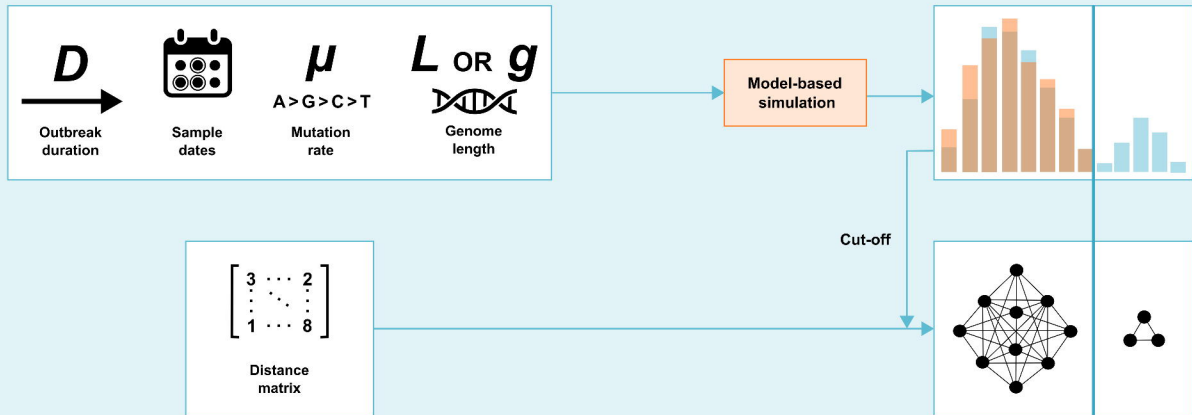 D
Outbreak
duration
Sample
dates
μ
A > G > C > T
Mutation
rate
L OR g
Genome
length
Model-based
simulation
Cut-off
3 · · · 2
1 · · · 8
Distance
matrix